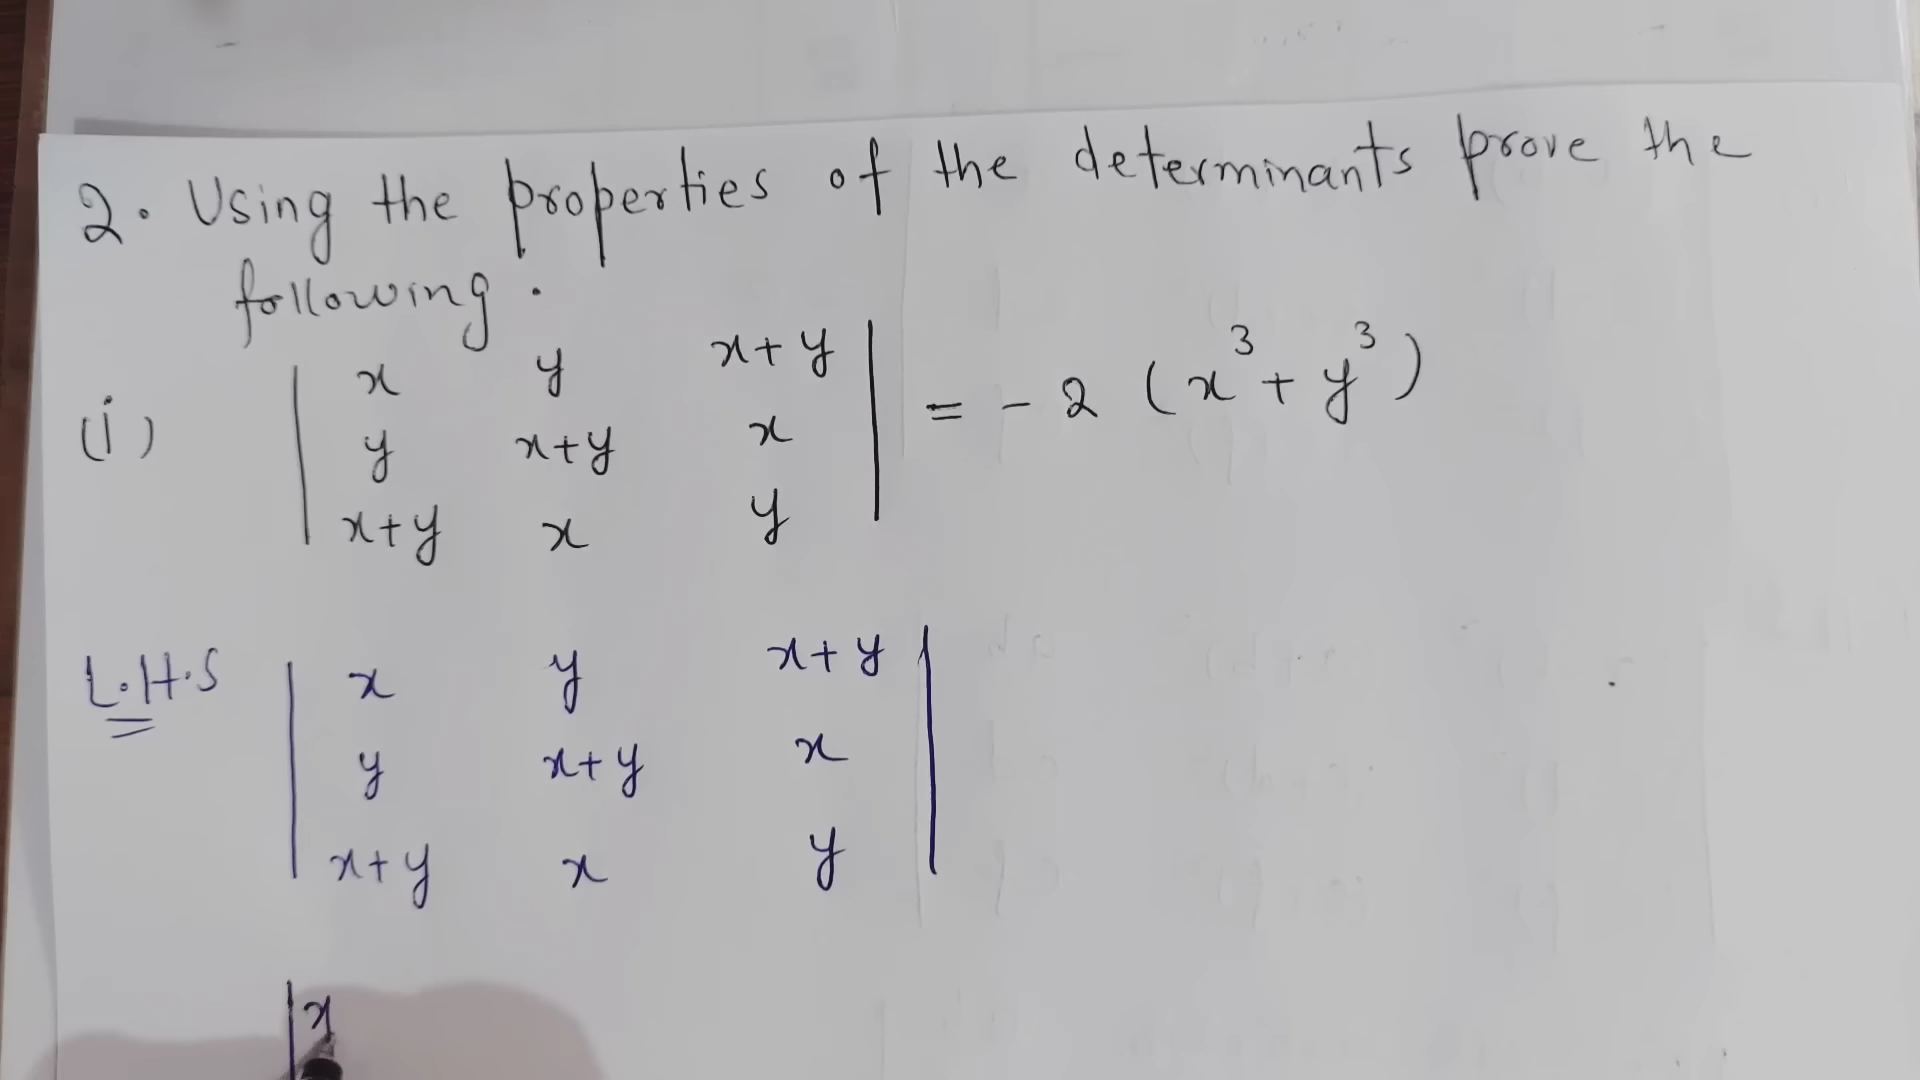 2. Using the properties of the determinants prove the
following.
(i) | x y x+y |
| y x+y x | = -2 (x³ + y³)
| x+y x y |
L.H.S | x y x+y |
| y x+y x |
| x+y x y |
| x